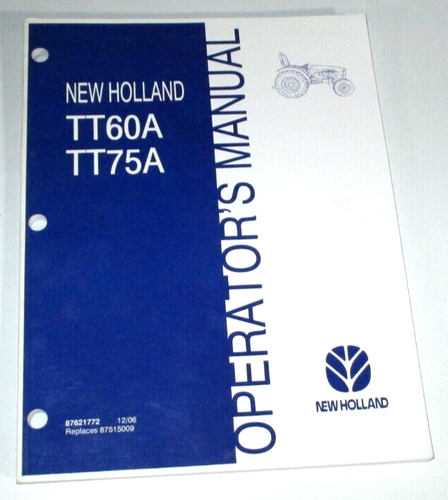 NEW HOLLAND
TT60A
TT75A
OPERATOR'S MANUAL
NEW HOLLAND
87621772 12/06
Replaces 87515009